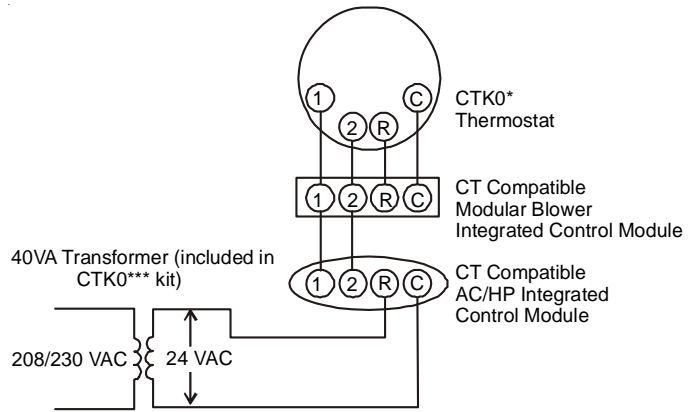 1 C
2 R
CTK0*
Thermostat
1 2 R C
CT Compatible
Modular Blower
Integrated Control Module
40VA Transformer (included in
CTK0*** kit)
1 2 R C
CT Compatible
AC/HP Integrated
Control Module
208/230 VAC
24 VAC